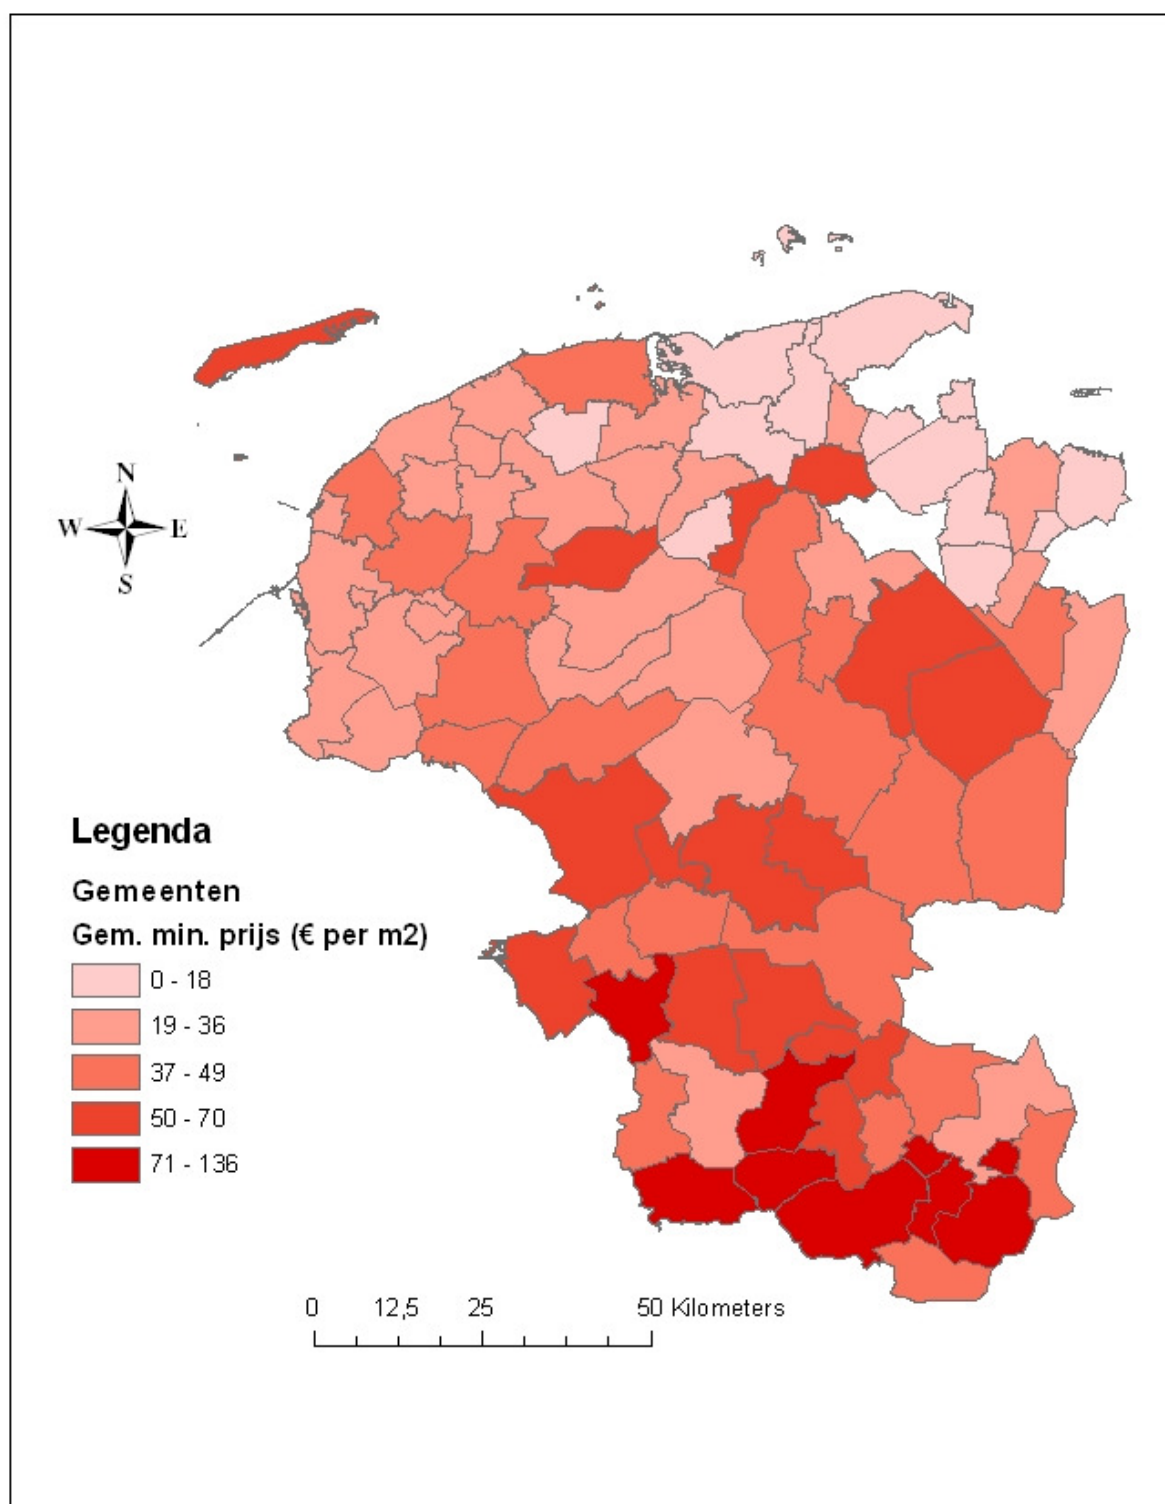 N
W E
S
Legenda
Gemeenten
Gem. min. prijs (€ per m2)
0 - 18
19 - 36
37 - 49
50 - 70
71 - 136
0 12,5 25 50 Kilometers